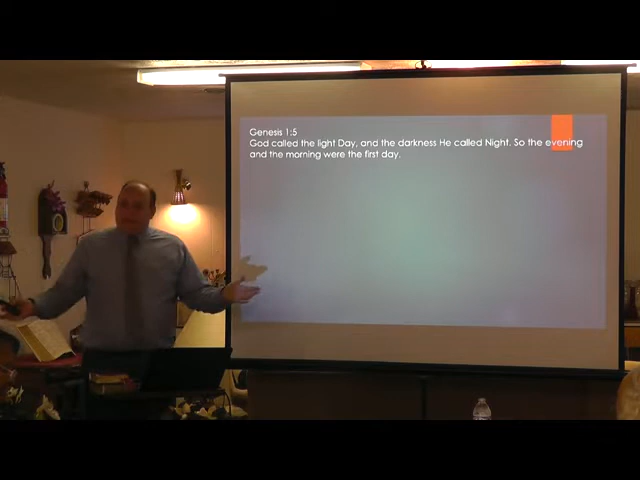 Genesis 1:5
God called the light Day, and the darkness He called Night. So the evening
and the morning were the first day.